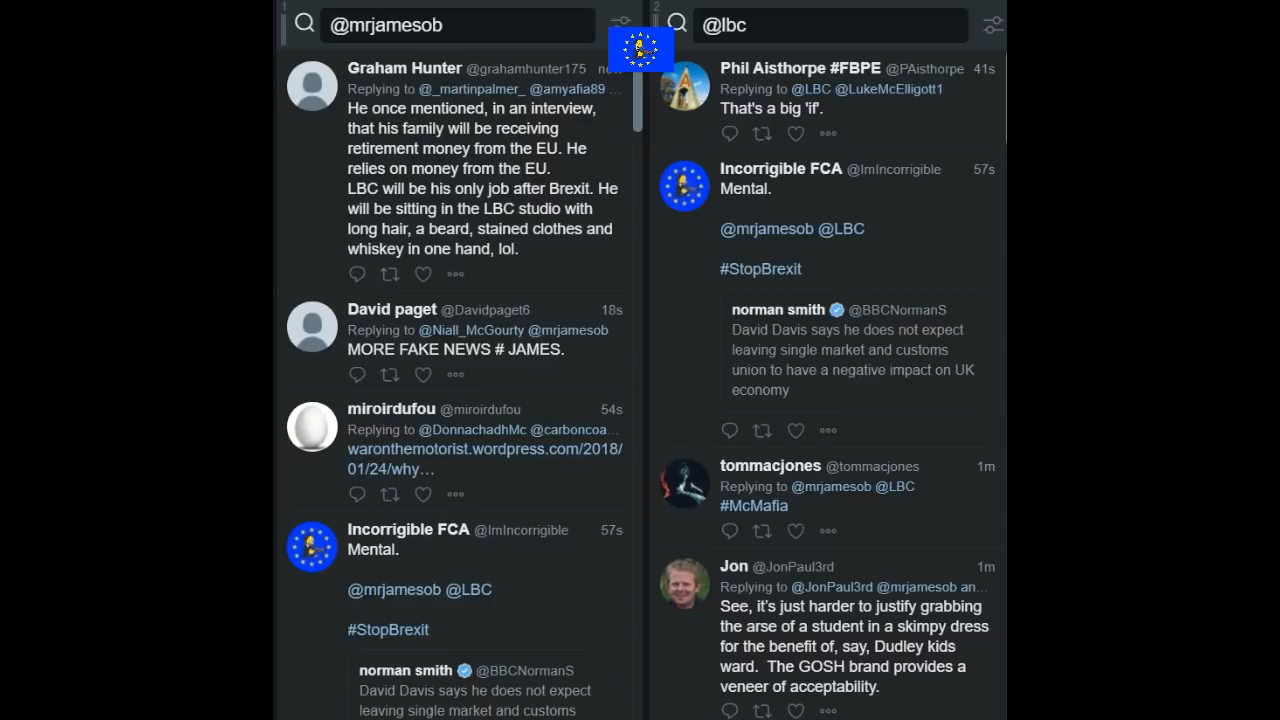 1
@mrjamesob
Graham Hunter @grahamhunter175
Replying to @_martinpalmer_ @amyafia89 ...
He once mentioned, in an interview,
that his family will be receiving
retirement money from the EU. He
relies on money from the EU.
LBC will be his only job after Brexit. He
will be sitting in the LBC studio with
long hair, a beard, stained clothes and
whiskey in one hand, lol.
David paget @Davidpaget6 18s
Replying to @Niall_McGourty @mrjamesob
MORE FAKE NEWS # JAMES.
miroirdufou @miroirdufou 54s
Replying to @DonnachadhMc @carboncoa...
waronthemotorist.wordpress.com/2018/
01/24/why…
Incorrigible FCA @ImIncorrigible 57s
Mental.
@mrjamesob @LBC
#StopBrexit
norman smith @BBCNormanS
David Davis says he does not expect
leaving single market and customs
2
@lbc
Phil Aisthorpe #FBPE @PAisthorpe 41s
Replying to @LBC @LukeMcElligott1
That's a big 'if'.
Incorrigible FCA @ImIncorrigible 57s
Mental.
@mrjamesob @LBC
#StopBrexit
norman smith @BBCNormanS
David Davis says he does not expect
leaving single market and customs
union to have a negative impact on UK
economy
tommacjones @tommacjones 1m
Replying to @mrjamesob @LBC
#McMafia
Jon @JonPaul3rd 1m
Replying to @JonPaul3rd @mrjamesob an...
See, it's just harder to justify grabbing
the arse of a student in a skimpy dress
for the benefit of, say, Dudley kids
ward. The GOSH brand provides a
veneer of acceptability.